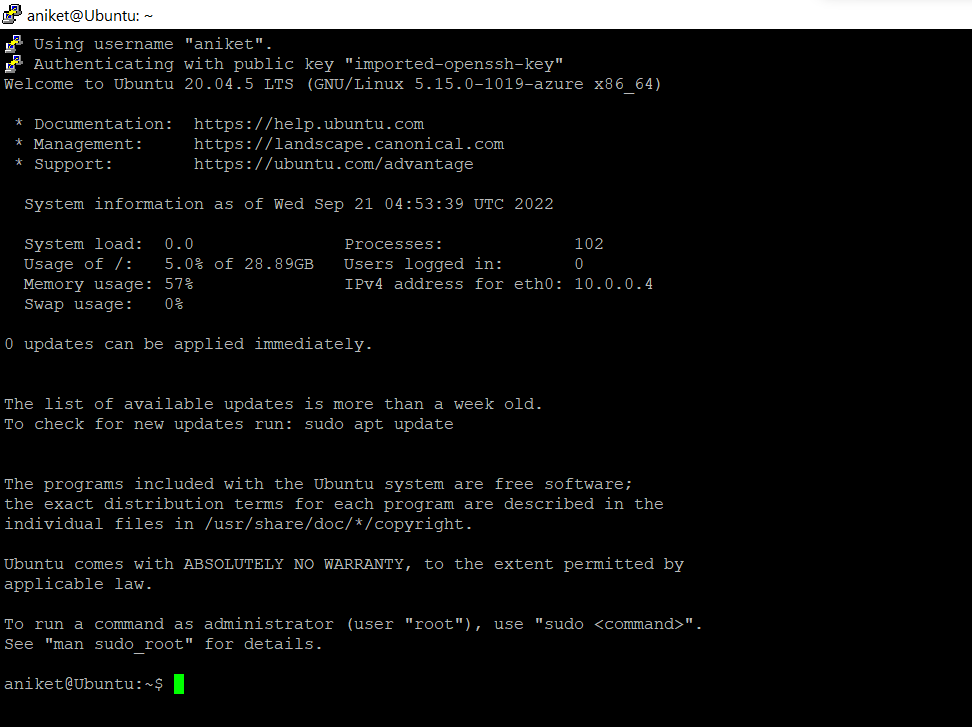 aniket@Ubuntu: ~
Using username "aniket".
Authenticating with public key "imported-openssh-key"
Welcome to Ubuntu 20.04.5 LTS (GNU/Linux 5.15.0-1019-azure x86_64)
* Documentation:  https://help.ubuntu.com
* Management:     https://landscape.canonical.com
* Support:        https://ubuntu.com/advantage
System information as of Wed Sep 21 04:53:39 UTC 2022
System load:  0.0               Processes:             102
Usage of /:   5.0% of 28.89GB   Users logged in:       0
Memory usage: 57%               IPv4 address for eth0: 10.0.0.4
Swap usage:   0%
0 updates can be applied immediately.
The list of available updates is more than a week old.
To check for new updates run: sudo apt update
The programs included with the Ubuntu system are free software;
the exact distribution terms for each program are described in the
individual files in /usr/share/doc/*/copyright.
Ubuntu comes with ABSOLUTELY NO WARRANTY, to the extent permitted by
applicable law.
To run a command as administrator (user "root"), use "sudo <command>".
See "man sudo_root" for details.
aniket@Ubuntu:~$